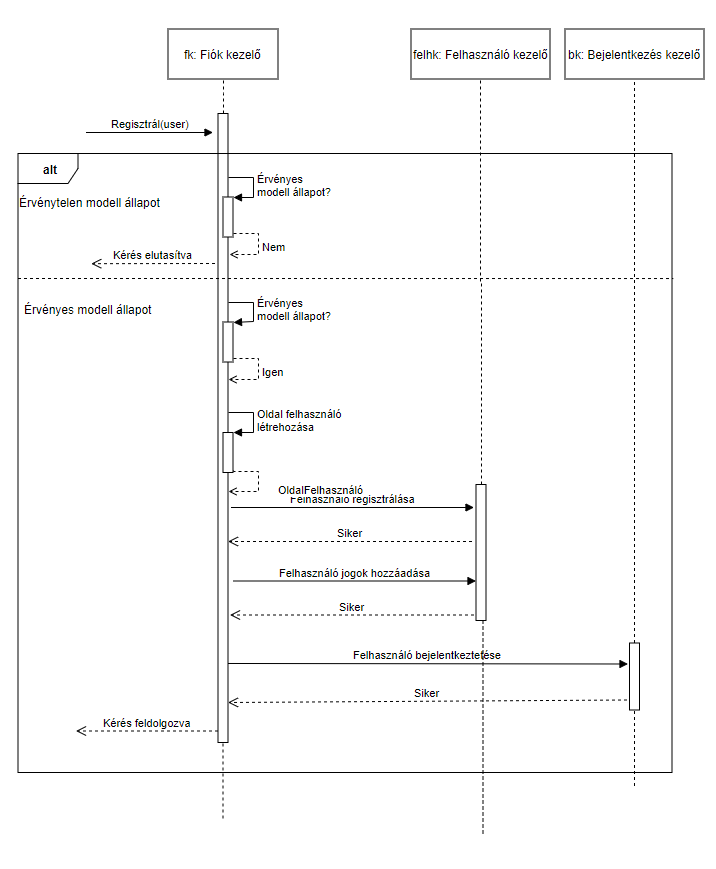 fk: Fiók kezelő
felhk: Felhasználó kezelő
bk: Bejelentkezés kezelő
Regisztrál(user)
alt
Érvényes
modell állapot?
Érvénytelen modell állapot
Nem
Kérés elutasítva
Érvényes
modell állapot?
Érvényes modell állapot
Igen
Oldal felhasználó
létrehozása
OldalFelhasználó
Felhasználó regisztrálása
Siker
Felhasználó jogok hozzáadása
Siker
Felhasználó bejelentkeztetése
Siker
Kérés feldolgozva